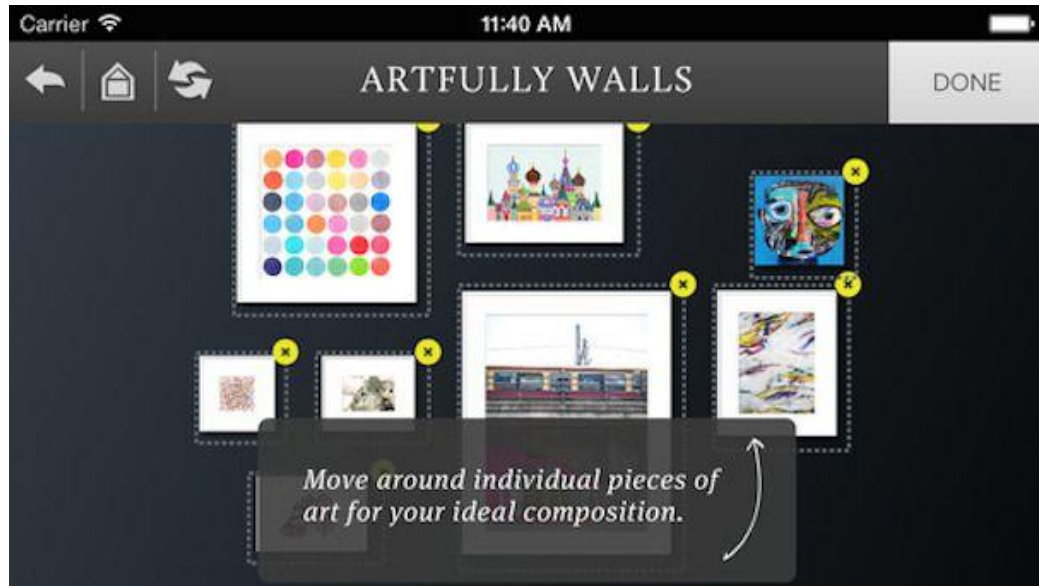 Carrier
11:40 AM
ARTFULLY WALLS
DONE
Move around individual pieces of
art for your ideal composition.